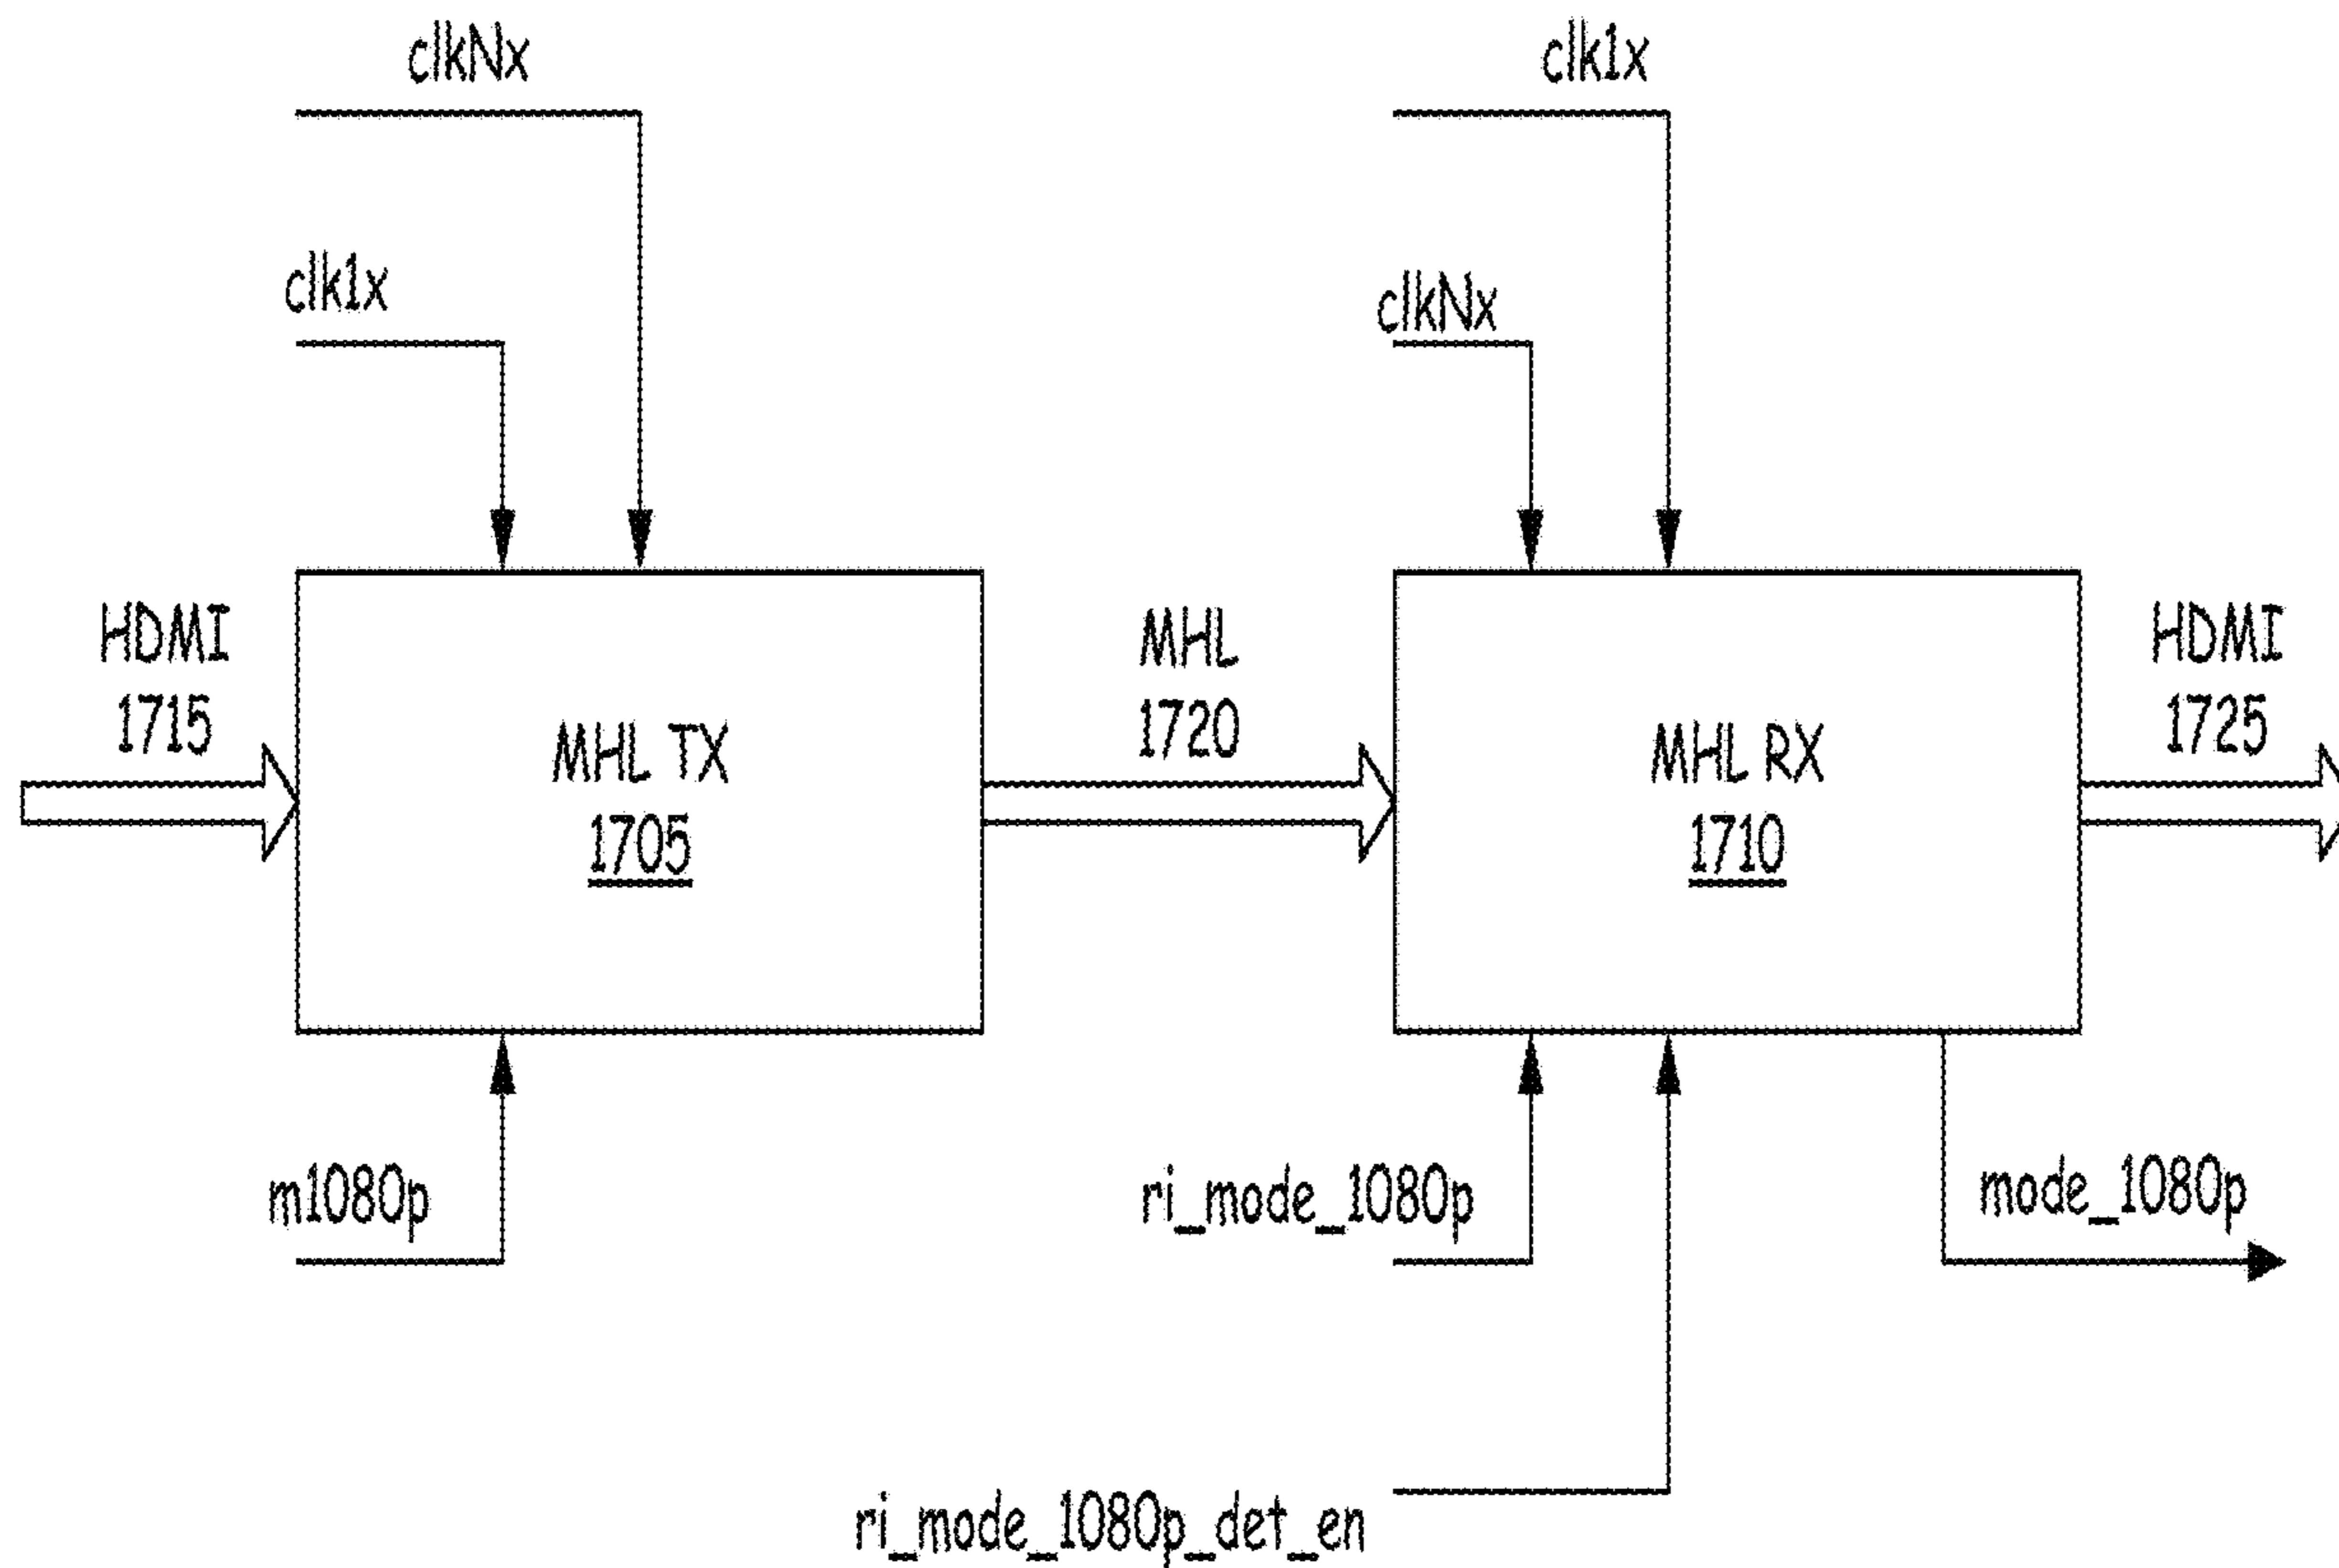 clkNx
clk1x
clk1x
clkNx
HDMI
1715
MHL TX
1705
MHL
1720
MHL RX
1710
HDMI
1725
m1080p
ri_mode_1080p
mode_1080p
ri_mode_1080p_det_en